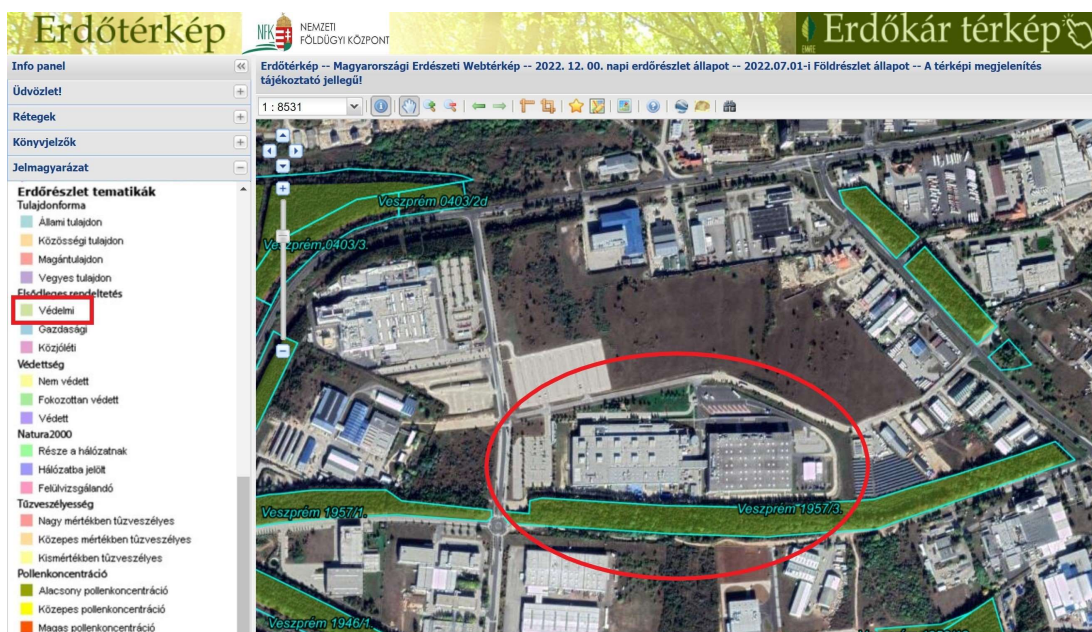 Erdőtérkép
NFK
NEMZETI
FÖLDÜGYI KÖZPONT
EMTE
Erdőkár térkép
Info panel
Üdvözlet!
Rétegek
Könyvjelzők
Jelmagyarázat
Erdőrészlet tematikák
Tulajdonforma
Állami tulajdon
Közösségi tulajdon
Magántulajdon
Vegyes tulajdon
Elsődleges rendeltetés
Védelmi
Gazdasági
Közjóléti
Védettség
Nem védett
Fokozottan védett
Védett
Natura2000
Része a hálózatnak
Hálózatba jelölt
Felülvizsgálandó
Tűzveszélyesség
Nagy mértékben tűzveszélyes
Közepes mértékben tűzveszélyes
Kismértékben tűzveszélyes
Pollenkoncentráció
Alacsony pollenkoncentráció
Közepes pollenkoncentráció
Magas pollenkoncentráció
Erdőtérkép -- Magyarországi Erdészeti Webtérkép -- 2022. 12. 00. napi erdőrészlet állapot -- 2022.07.01-i Földrészlet állapot -- A térképi megjelenítés
tájékoztató jellegű!
1 : 8531
Veszprém 0403/2d
Veszprém 0403/3.
Veszprém 1957/1.
Veszprém 1957/3.
Veszprém 1946/1